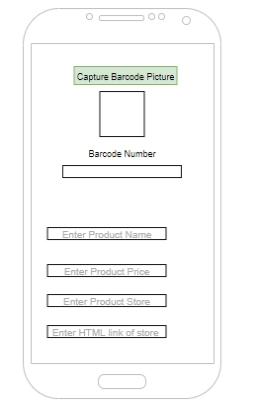 Capture Barcode Picture
Barcode Number
Enter Product Name
Enter Product Price
Enter Product Store
Enter HTML link of store